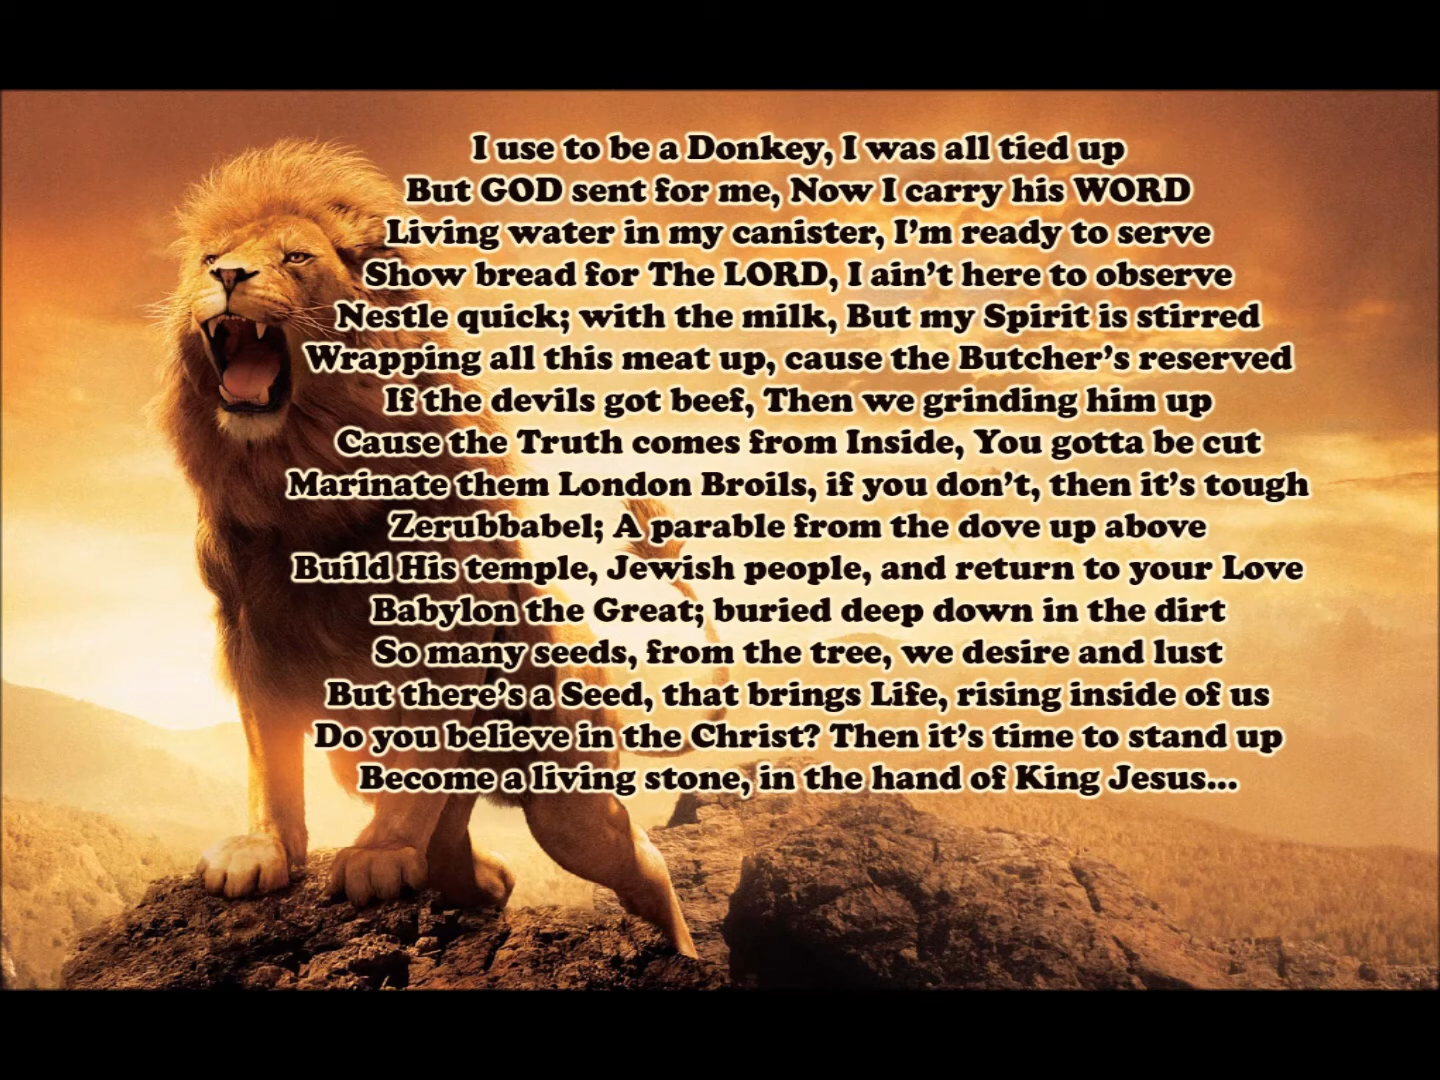 I use to be a Donkey, I was all tied up
But GOD sent for me, Now I carry his WORD
Living water in my canister, I'm ready to serve
Show bread for The LORD, I ain't here to observe
Nestle quick; with the milk, But my Spirit is stirred
Wrapping all this meat up, cause the Butcher's reserved
If the devils got beef, Then we grinding him up
Cause the Truth comes from Inside, You gotta be cut
Marinate them London Broils, if you don't, then it's tough
Zerubbabel; A parable from the dove up above
Build His temple, Jewish people, and return to your Love
Babylon the Great; buried deep down in the dirt
So many seeds, from the tree, we desire and lust
But there's a Seed, that brings Life, rising inside of us
Do you believe in the Christ? Then it's time to stand up
Become a living stone, in the hand of King Jesus...